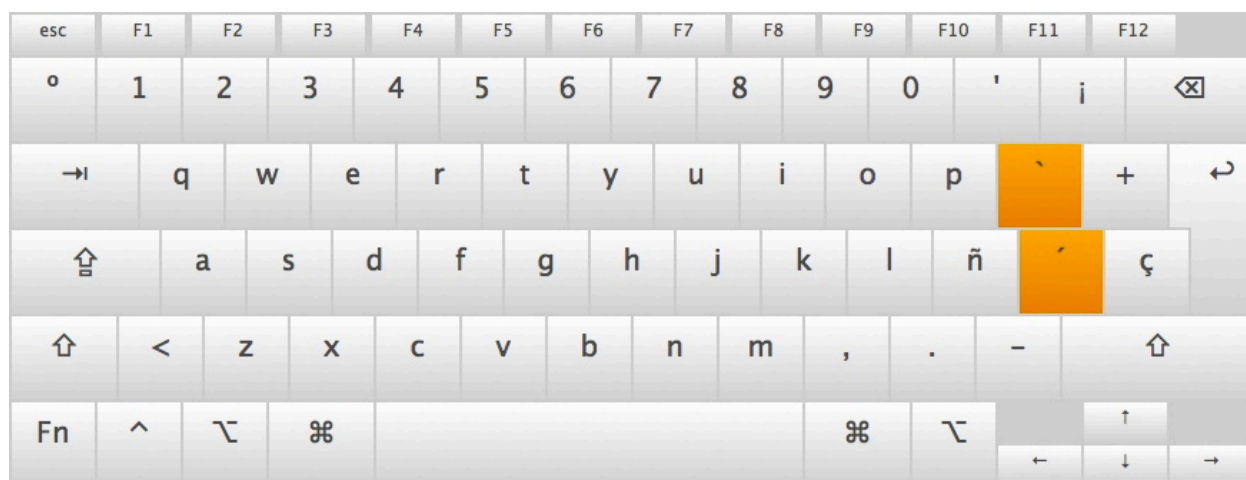 esc F1 F2 F3 F4 F5 F6 F7 F8 F9 F10 F11 F12
º 1 2 3 4 5 6 7 8 9 0 ' ¡ ⌫
⇥ q w e r t y u i o p ` + ↩
⇪ a s d f g h j k l ñ ´ ç
⇧ < z x c v b n m , . - ⇧
Fn ^ ⌥ ⌘ ⌘ ⌥ ↑
← ↓ →